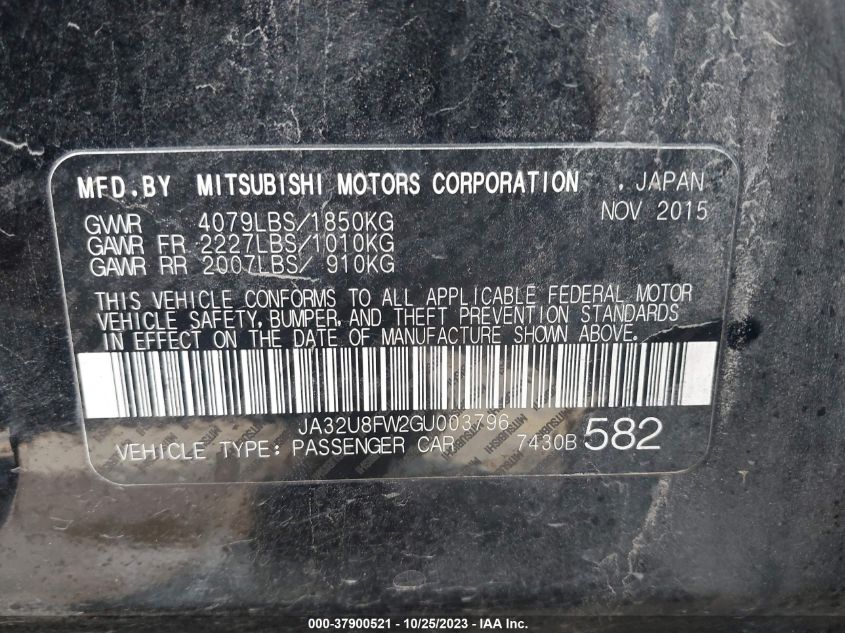 MFD.BY MITSUBISHI MOTORS CORPORATION , JAPAN
NOV 2015
GVWR 4079LBS/1850KG
GAWR FR 2227LBS/1010KG
GAWR RR 2007LBS/ 910KG
THIS VEHICLE CONFORMS TO ALL APPLICABLE FEDERAL MOTOR
VEHICLE SAFETY, BUMPER, AND THEFT PREVENTION STANDARDS
IN EFFECT ON THE DATE OF MANUFACTURE SHOWN ABOVE.
JA32U8FW2GU003796
VEHICLE TYPE: PASSENGER CAR 7430B 582
000-37900521 - 10/25/2023 - IAA Inc.